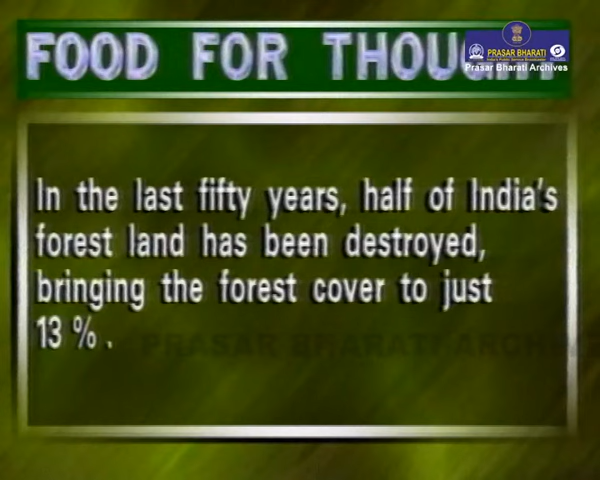 FOOD FOR THOU
PRASAR BHARATI
Prasar Bharati Archives
In the last fifty years, half of India's
forest land has been destroyed,
bringing the forest cover to just
13 % .
PRASAR BHARATI ARCHIVES